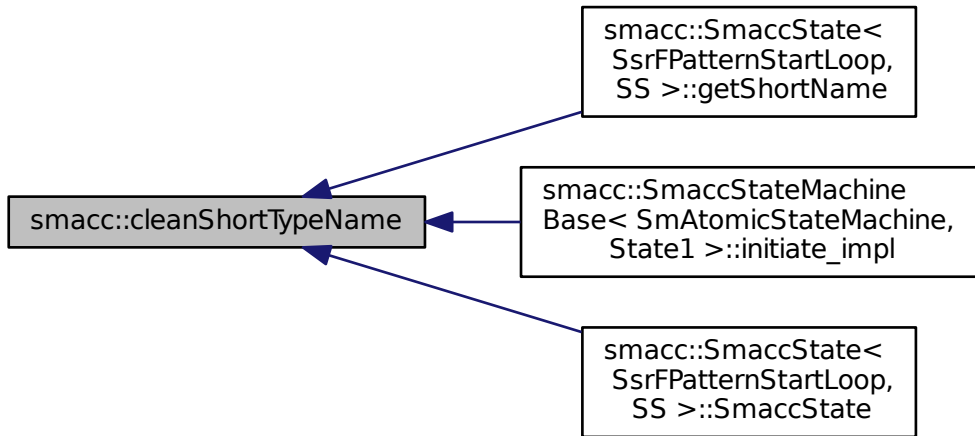 smacc::SmaccState<
SsrFPatternStartLoop,
SS >::getShortName
smacc::cleanShortTypeName
smacc::SmaccStateMachine
Base< SmAtomicStateMachine,
State1 >::initiate_impl
smacc::SmaccState<
SsrFPatternStartLoop,
SS >::SmaccState